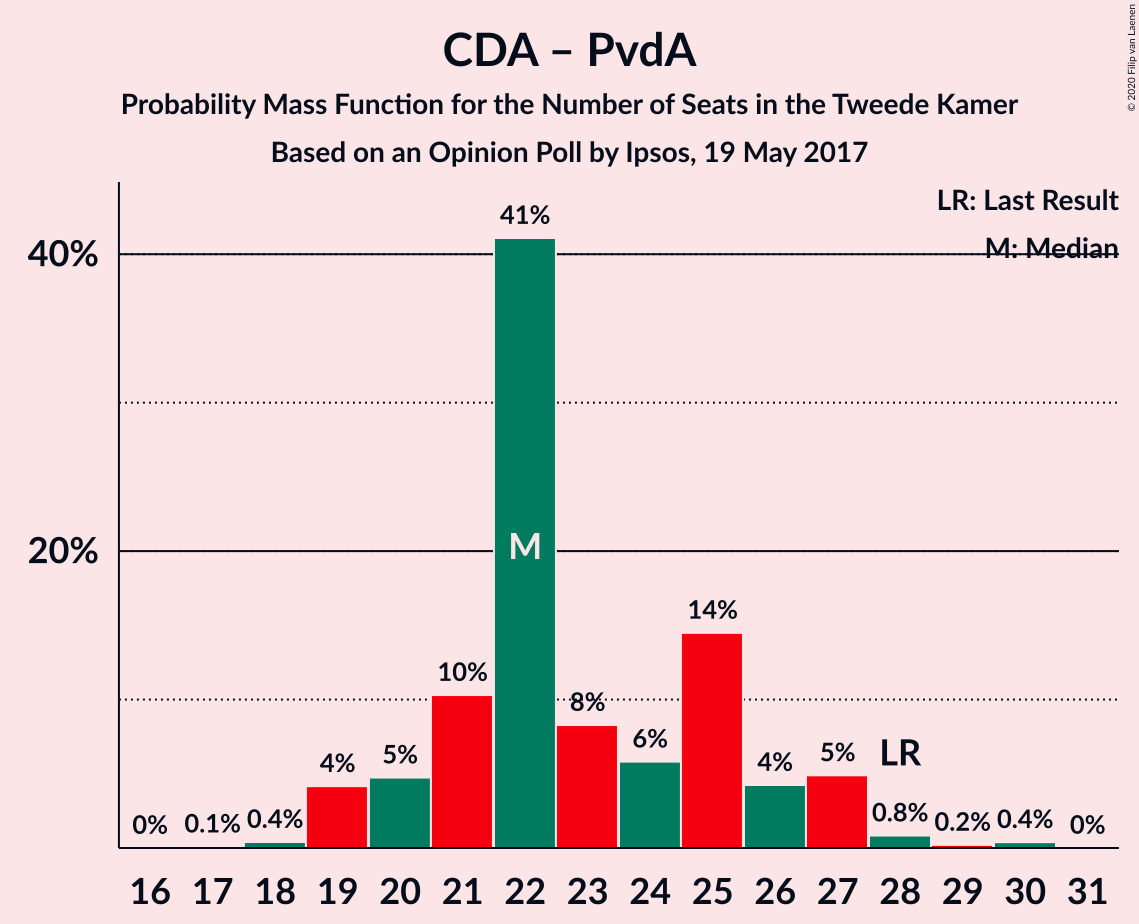 CDA – PvdA
Probability Mass Function for the Number of Seats in the Tweede Kamer
Based on an Opinion Poll by Ipsos, 19 May 2017
© 2020 Filip van Laenen
LR: Last Result
M: Median
40%
20%
0%
0.1%
0.4%
4%
5%
10%
41%
M
8%
6%
14%
4%
5%
LR
0.8%
0.2%
0.4%
0%
16 17 18 19 20 21 22 23 24 25 26 27 28 29 30 31